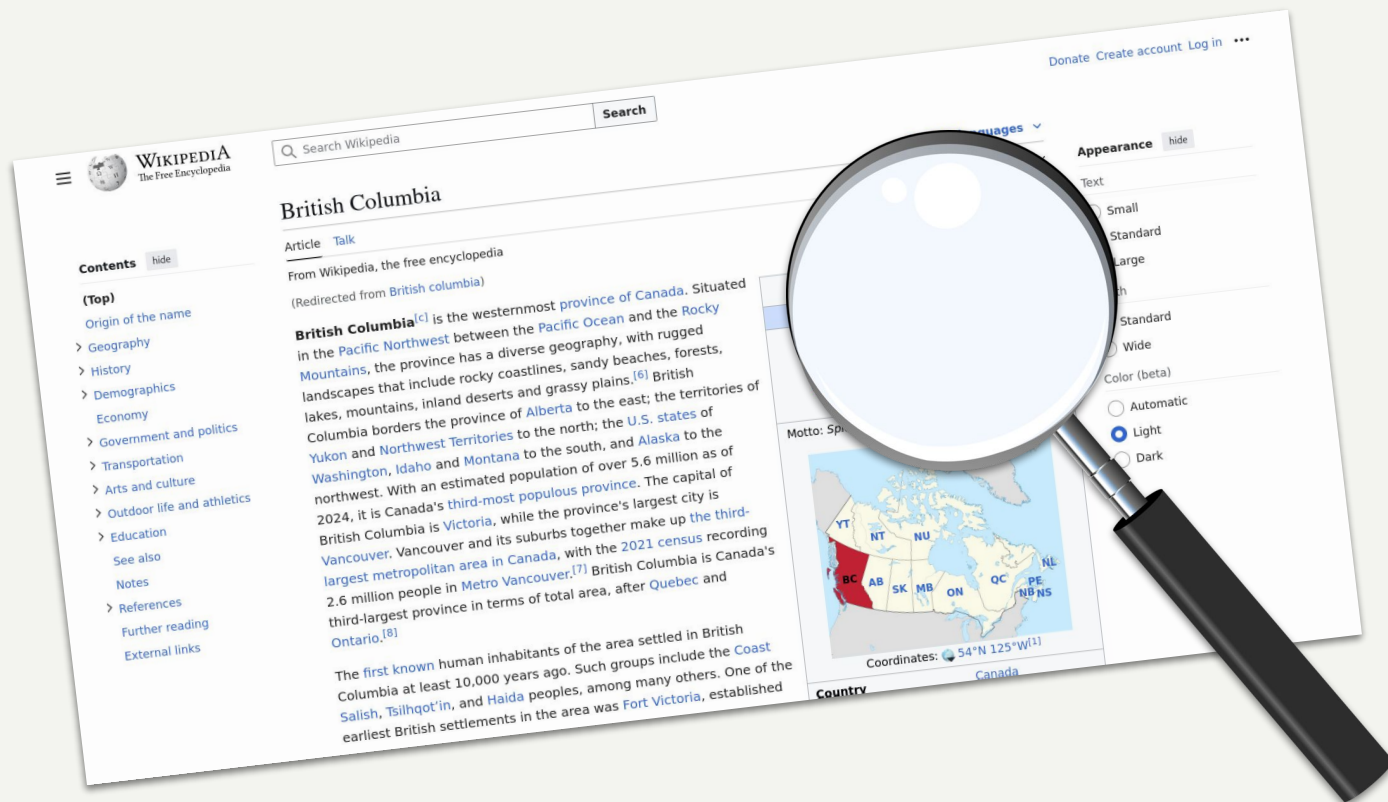 Donate Create account Log in
WIKIPEDIA
The Free Encyclopedia
Search Wikipedia
Search
British Columbia
Article Talk
From Wikipedia, the free encyclopedia
(Redirected from British columbia)
Contents hide
(Top)
Origin of the name
Geography
History
Demographics
Economy
Government and politics
Transportation
Arts and culture
Outdoor life and athletics
Education
See also
Notes
References
Further reading
External links
British Columbia[c] is the westernmost province of Canada. Situated
in the Pacific Northwest between the Pacific Ocean and the Rocky
Mountains, the province has a diverse geography, with rugged
landscapes that include rocky coastlines, sandy beaches, forests,
lakes, mountains, inland deserts and grassy plains.[6] British
Columbia borders the province of Alberta to the east; the territories of
Yukon and Northwest Territories to the north; the U.S. states of
Washington, Idaho and Montana to the south, and Alaska to the
northwest. With an estimated population of over 5.6 million as of
2024, it is Canada's third-most populous province. The capital of
British Columbia is Victoria, while the province's largest city is
Vancouver. Vancouver and its suburbs together make up the third-
largest metropolitan area in Canada, with the 2021 census recording
2.6 million people in Metro Vancouver.[7] British Columbia is Canada's
third-largest province in terms of total area, after Quebec and
Ontario.[8]
The first known human inhabitants of the area settled in British
Columbia at least 10,000 years ago. Such groups include the Coast
Salish, Tsilhqotʼin, and Haida peoples, among many others. One of the
earliest British settlements in the area was Fort Victoria, established
Motto:
YT
NT
NU
BC
AB
SK
MB
ON
QC
NL
PE
NB
NS
Coordinates: 54°N 125°W[1]
Country Canada
Appearance hide
Text
Small
Standard
Large
Standard
Wide
Color (beta)
Automatic
Light
Dark